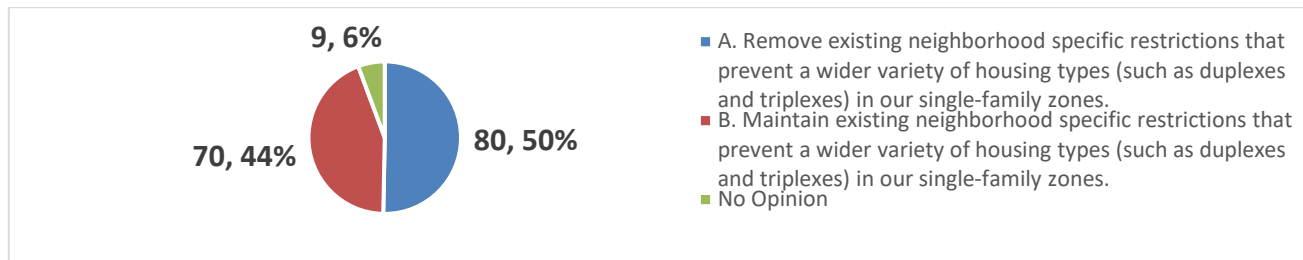 9, 6%
80, 50%
70, 44%
A. Remove existing neighborhood specific restrictions that
prevent a wider variety of housing types (such as duplexes
and triplexes) in our single-family zones.
B. Maintain existing neighborhood specific restrictions that
prevent a wider variety of housing types (such as duplexes
and triplexes) in our single-family zones.
No Opinion